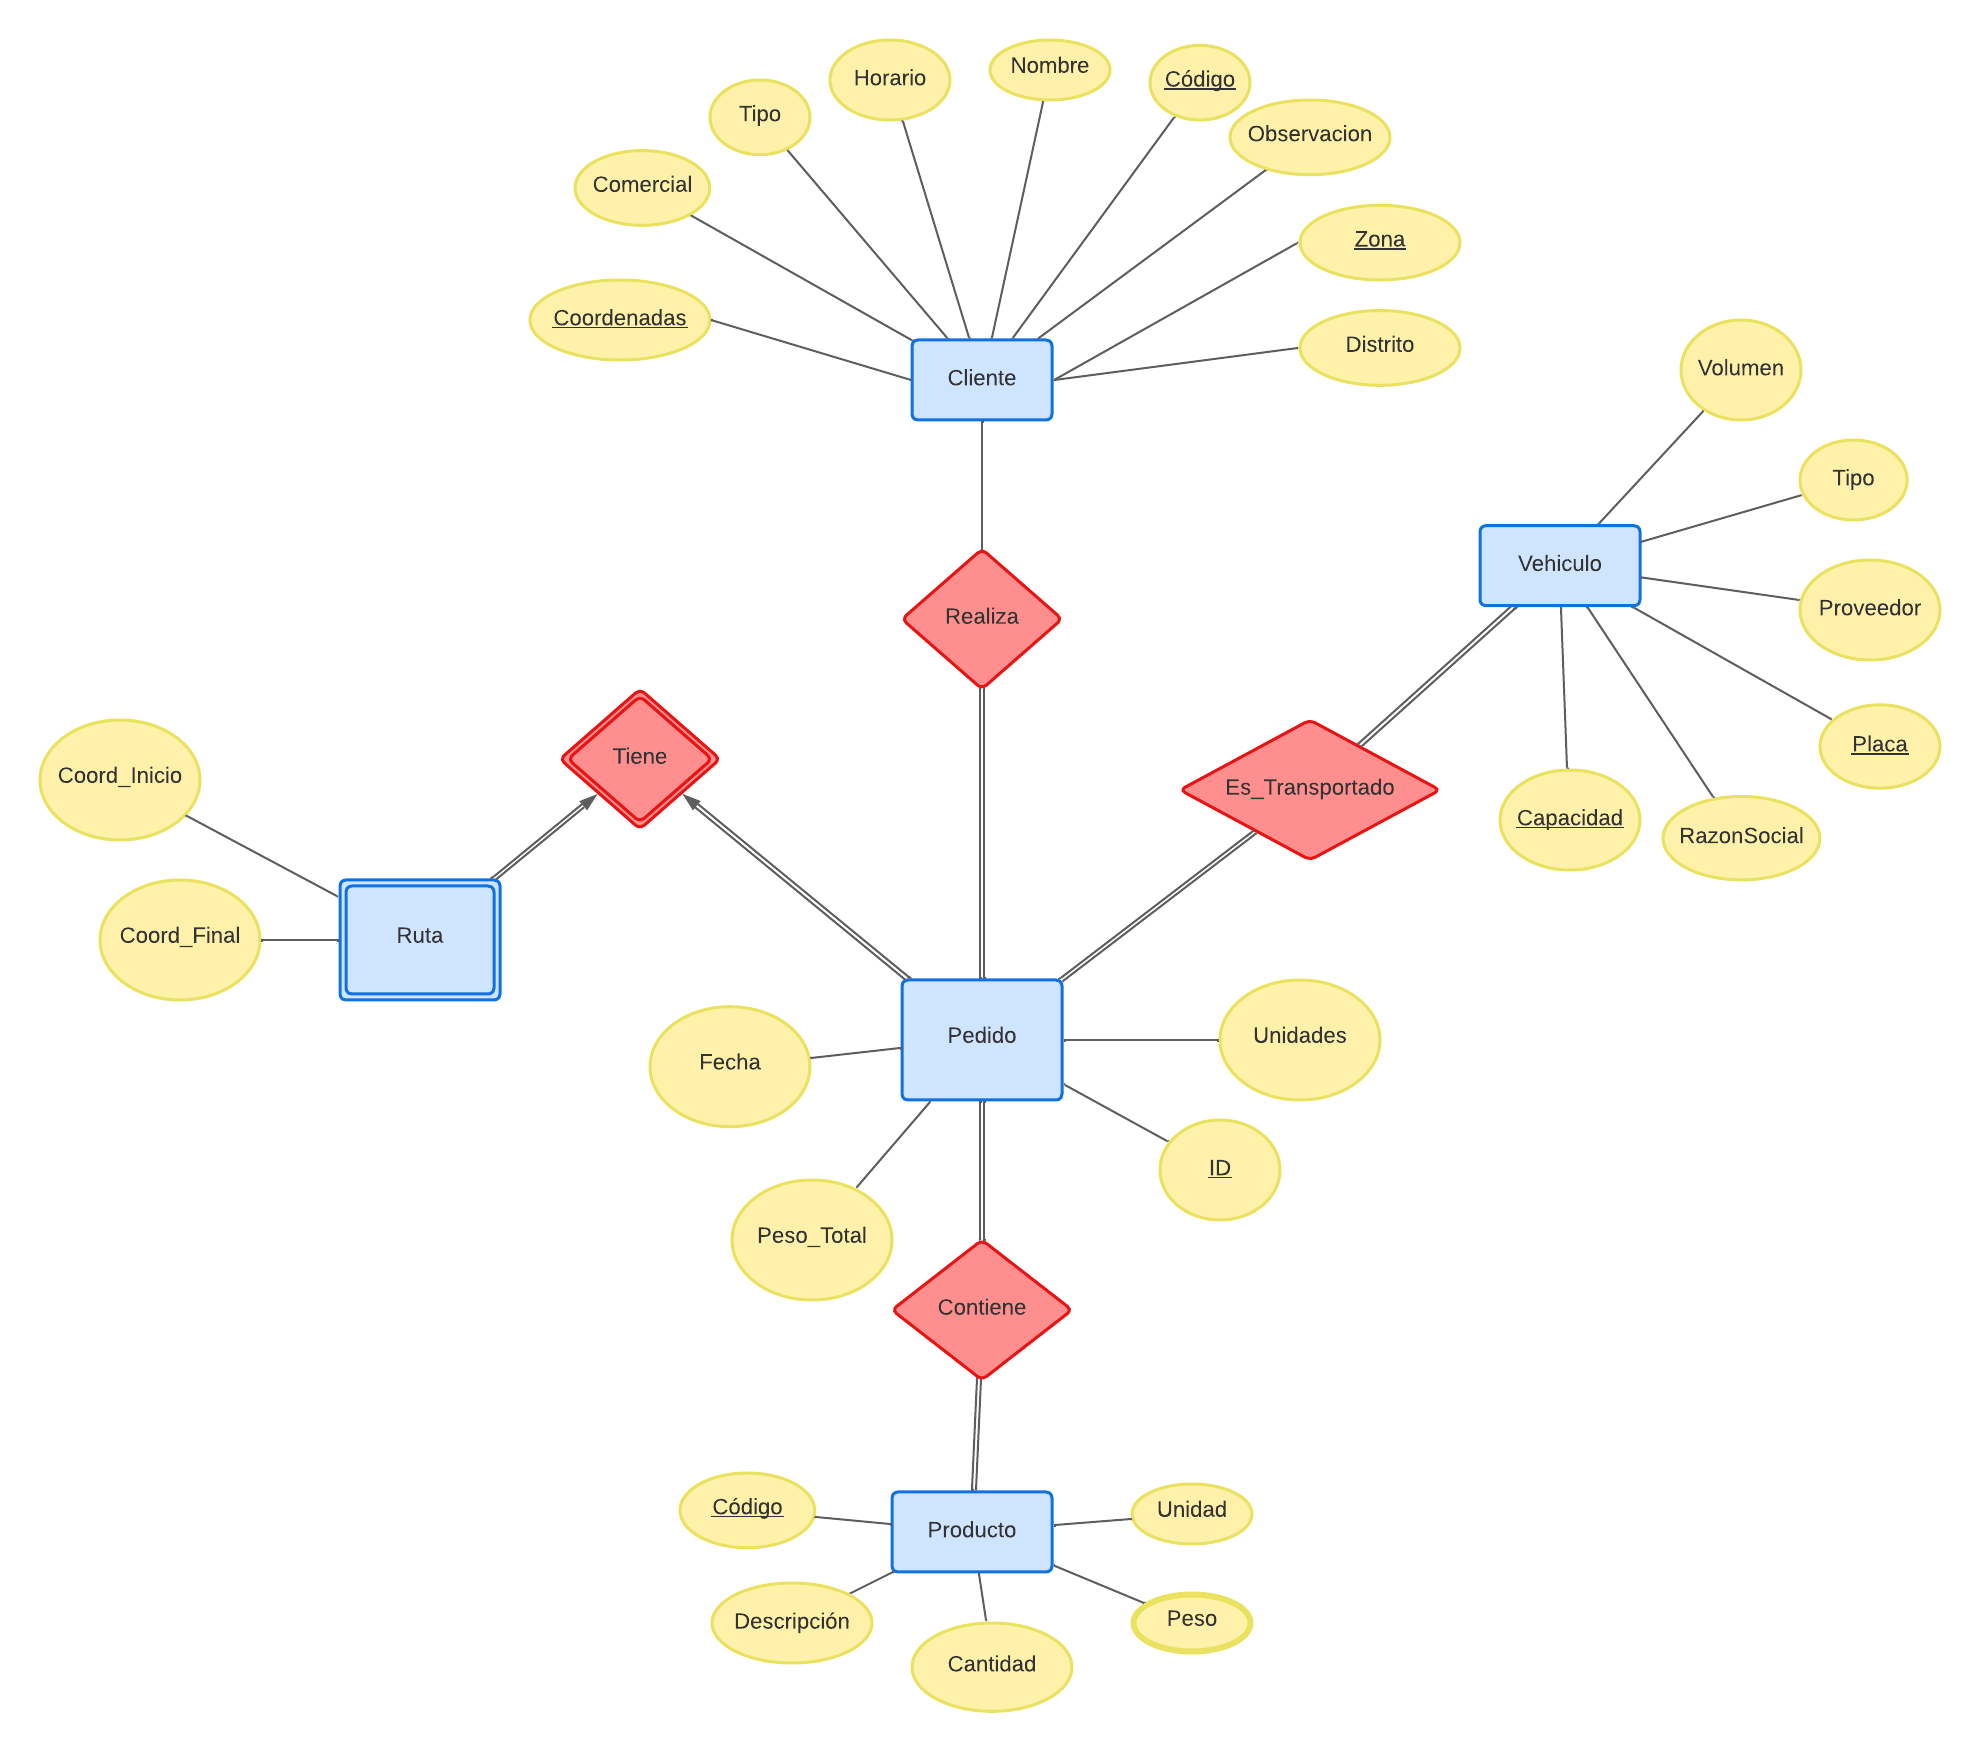 Nombre
Horario
Código
Tipo
Observacion
Comercial
Zona
Coordenadas
Distrito
Cliente
Volumen
Tipo
Vehiculo
Proveedor
Realiza
Placa
Tiene
Coord_Inicio
Es_Transportado
Capacidad
RazonSocial
Coord_Final
Ruta
Pedido
Unidades
Fecha
ID
Peso_Total
Contiene
Código
Unidad
Producto
Descripción
Peso
Cantidad